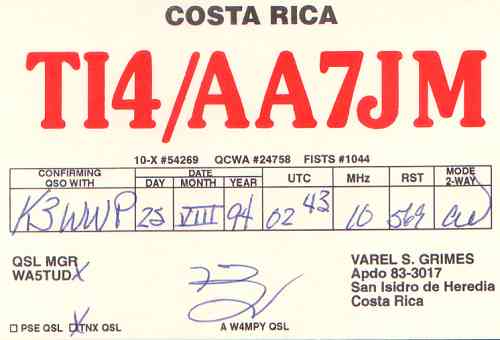 COSTA RICA
TI4/AA7JM
10-X #54269 QCWA #24758 FISTS #1044
CONFIRMING QSO WITH DATE DAY MONTH YEAR UTC MHz RST MODE 2-WAY
K3WWP 25 VIII 94 0243 10 569 CW
QSL MGR
WA5TUD X
VAREL S. GRIMES
Apdo 83-3017
San Isidro de Heredia
Costa Rica
□ PSE QSL ☒ TNX QSL A W4MPY QSL